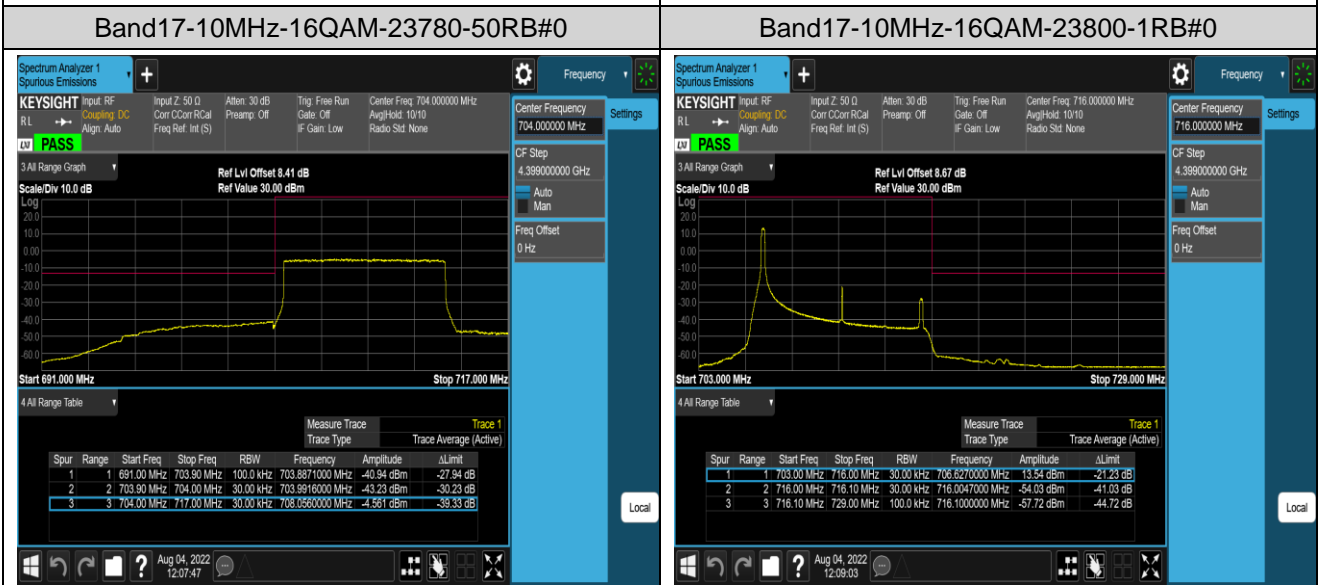 Band17-10MHz-16QAM-23780-50RB#0
Spectrum Analyzer 1
Spurious Emissions
+
Frequency
KEYSIGHT
RL
Input: RF
Coupling: DC
Align: Auto
Input Z: 50 Ω
Corr CCorr RCal
Freq Ref: Int (S)
Atten: 30 dB
Preamp: Off
Trig: Free Run
Gate: Off
IF Gain: Low
Center Freq: 704.000000 MHz
Avg|Hold: 10/10
Radio Std: None
LXI PASS
Center Frequency
704.000000 MHz
Settings
CF Step
4.399000000 GHz
Auto
Man
Freq Offset
0 Hz
3 All Range Graph
Ref Lvl Offset 8.41 dB
Scale/Div 10.0 dB
Ref Value 30.00 dBm
Log
20.0
10.0
0.00
-10.0
-20.0
-30.0
-40.0
-50.0
-60.0
Start 691.000 MHz
Stop 717.000 MHz
4 All Range Table
Measure Trace Trace 1
Trace Type Trace Average (Active)
Spur Range Start Freq Stop Freq RBW Frequency Amplitude ΔLimit
1 1 691.00 MHz 703.90 MHz 100.0 kHz 703.8871000 MHz -40.94 dBm -27.94 dB
2 2 703.90 MHz 704.00 MHz 30.00 kHz 703.9916000 MHz -43.23 dBm -30.23 dB
3 3 704.00 MHz 717.00 MHz 30.00 kHz 708.0560000 MHz -4.561 dBm -39.33 dB
Local
?
Aug 04, 2022
12:07:47
Band17-10MHz-16QAM-23800-1RB#0
Spectrum Analyzer 1
Spurious Emissions
+
Frequency
KEYSIGHT
RL
Input: RF
Coupling: DC
Align: Auto
Input Z: 50 Ω
Corr CCorr RCal
Freq Ref: Int (S)
Atten: 30 dB
Preamp: Off
Trig: Free Run
Gate: Off
IF Gain: Low
Center Freq: 716.000000 MHz
Avg|Hold: 10/10
Radio Std: None
LXI PASS
Center Frequency
716.000000 MHz
Settings
CF Step
4.399000000 GHz
Auto
Man
Freq Offset
0 Hz
3 All Range Graph
Ref Lvl Offset 8.67 dB
Scale/Div 10.0 dB
Ref Value 30.00 dBm
Log
20.0
10.0
0.00
-10.0
-20.0
-30.0
-40.0
-50.0
-60.0
Start 703.000 MHz
Stop 729.000 MHz
4 All Range Table
Measure Trace Trace 1
Trace Type Trace Average (Active)
Spur Range Start Freq Stop Freq RBW Frequency Amplitude ΔLimit
1 1 703.00 MHz 716.00 MHz 30.00 kHz 706.6270000 MHz 13.54 dBm -21.23 dB
2 2 716.00 MHz 716.10 MHz 30.00 kHz 716.0047000 MHz -54.03 dBm -41.03 dB
3 3 716.10 MHz 729.00 MHz 100.0 kHz 716.1000000 MHz -57.72 dBm -44.72 dB
Local
?
Aug 04, 2022
12:09:03